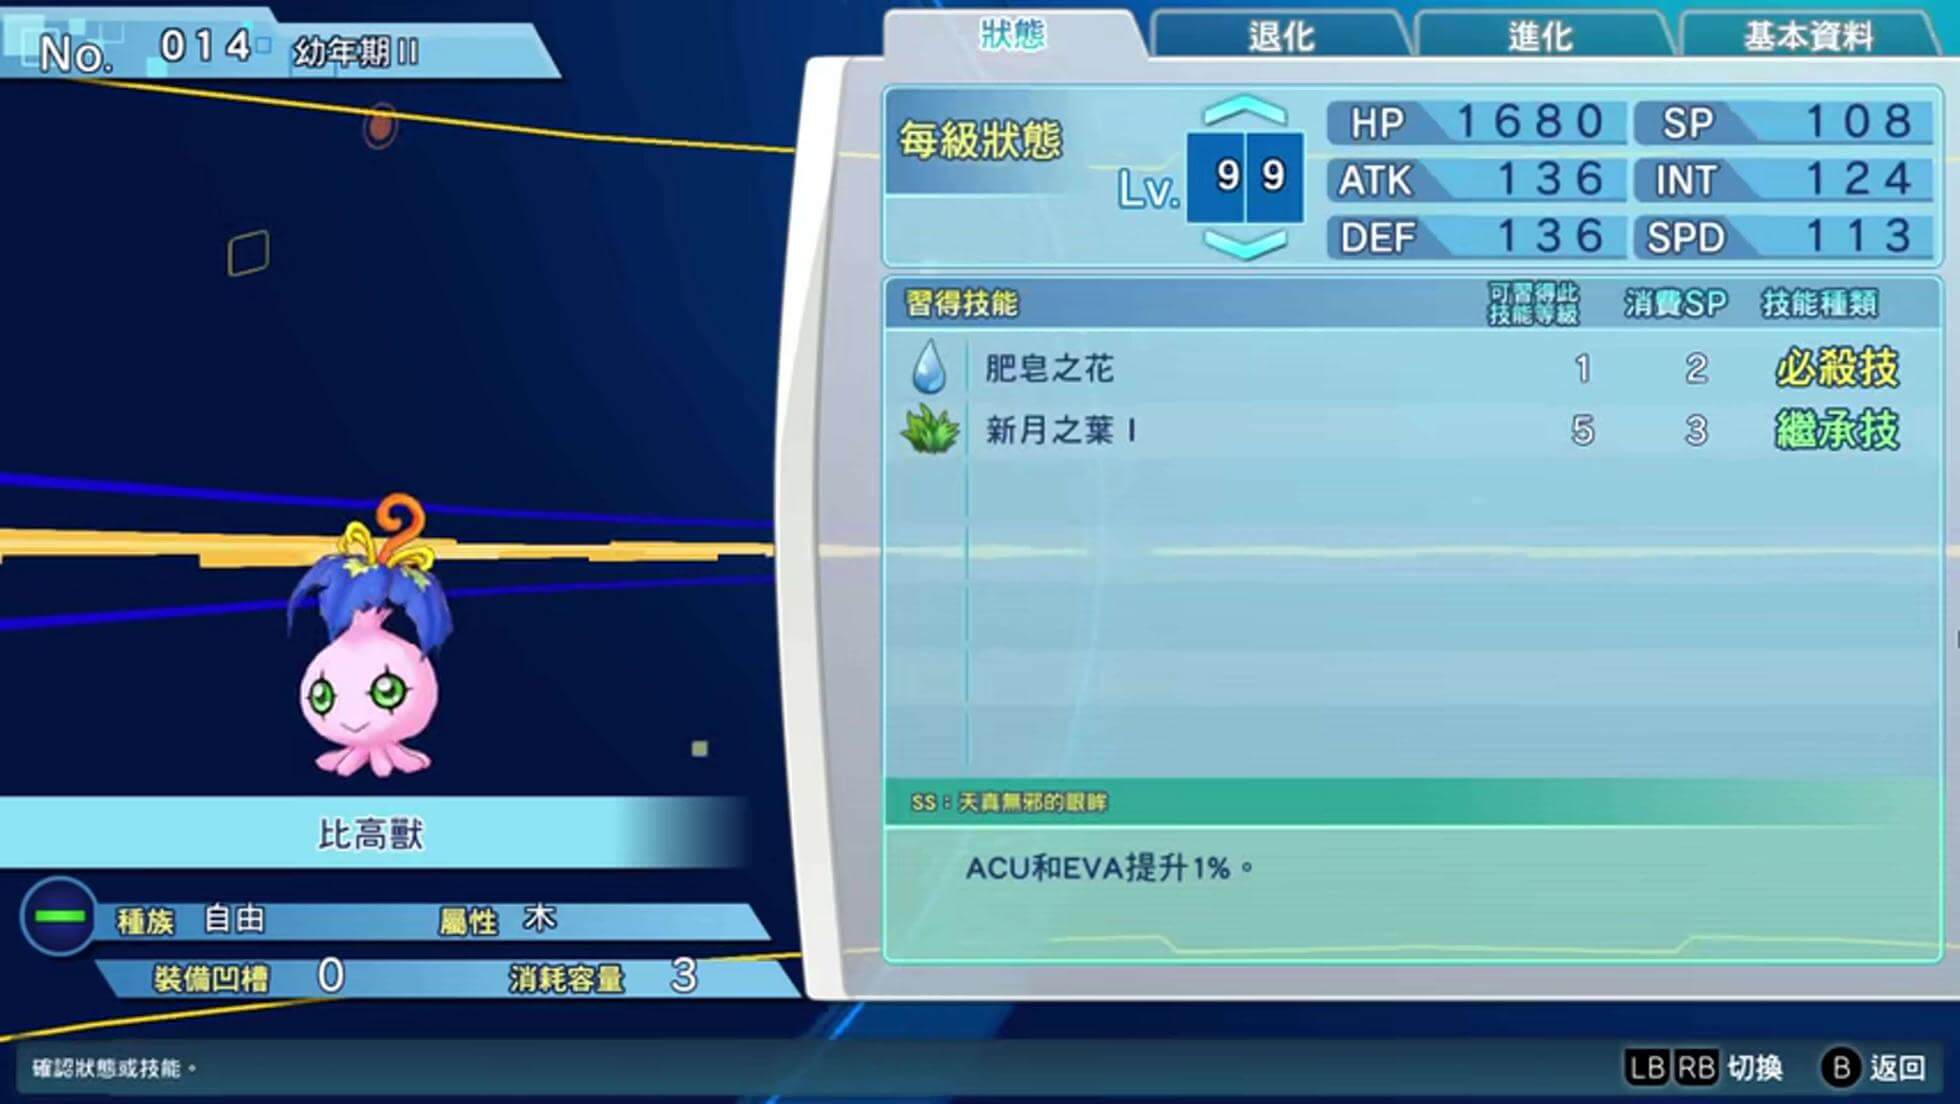 No. 014 幼年期II
狀態 退化 進化 基本資料
每級狀態
Lv. 99
HP 1680 SP 108
ATK 136 INT 124
DEF 136 SPD 113
習得技能 可習得此技能等級 消費SP 技能種類
肥皂之花 1 2 必殺技
新月之葉 I 5 3 繼承技
SS：天真無邪的眼眸
ACU和EVA提升1%。
比高獸
種族 自由 屬性 木
裝備凹槽 0 消耗容量 3
確認狀態或技能。
LB RB 切換 B 返回